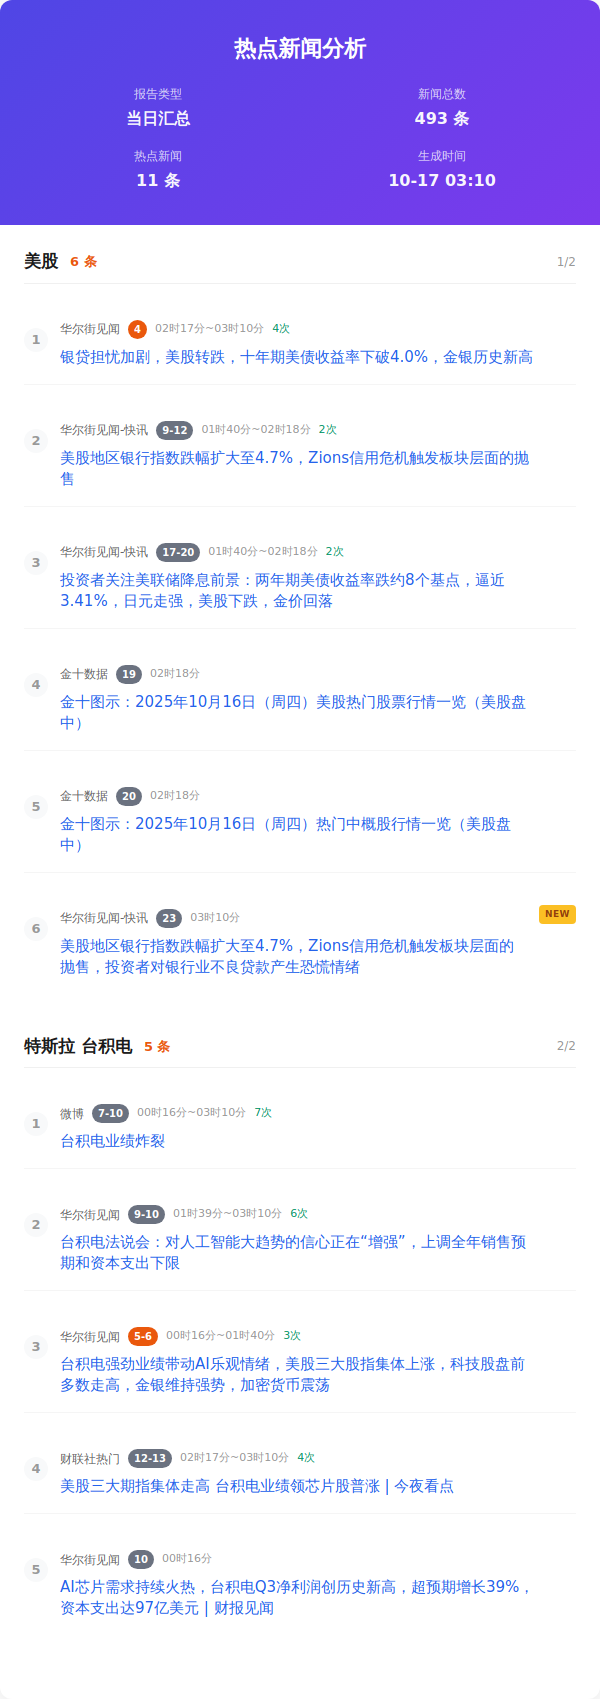 热点新闻分析
报告类型
新闻总数
当日汇总
493 条
热点新闻
生成时间
11 条
10-17 03:10
美股 6 条 1/2
1 华尔街见闻 4 02时17分~03时10分 4次
银贷担忧加剧，美股转跌，十年期美债收益率下破4.0%，金银历史新高
2 华尔街见闻-快讯 9-12 01时40分~02时18分 2次
美股地区银行指数跌幅扩大至4.7%，Zions信用危机触发板块层面的抛
售
3 华尔街见闻-快讯 17-20 01时40分~02时18分 2次
投资者关注美联储降息前景：两年期美债收益率跌约8个基点，逼近
3.41%，日元走强，美股下跌，金价回落
4 金十数据 19 02时18分
金十图示：2025年10月16日（周四）美股热门股票行情一览（美股盘
中）
5 金十数据 20 02时18分
金十图示：2025年10月16日（周四）热门中概股行情一览（美股盘
中）
6 华尔街见闻-快讯 23 03时10分 NEW
美股地区银行指数跌幅扩大至4.7%，Zions信用危机触发板块层面的
抛售，投资者对银行业不良贷款产生恐慌情绪
特斯拉 台积电 5 条 2/2
1 微博 7-10 00时16分~03时10分 7次
台积电业绩炸裂
2 华尔街见闻 9-10 01时39分~03时10分 6次
台积电法说会：对人工智能大趋势的信心正在“增强”，上调全年销售预
期和资本支出下限
3 华尔街见闻 5-6 00时16分~01时40分 3次
台积电强劲业绩带动AI乐观情绪，美股三大股指集体上涨，科技股盘前
多数走高，金银维持强势，加密货币震荡
4 财联社热门 12-13 02时17分~03时10分 4次
美股三大期指集体走高 台积电业绩领芯片股普涨 | 今夜看点
5 华尔街见闻 10 00时16分
AI芯片需求持续火热，台积电Q3净利润创历史新高，超预期增长39%，
资本支出达97亿美元 | 财报见闻